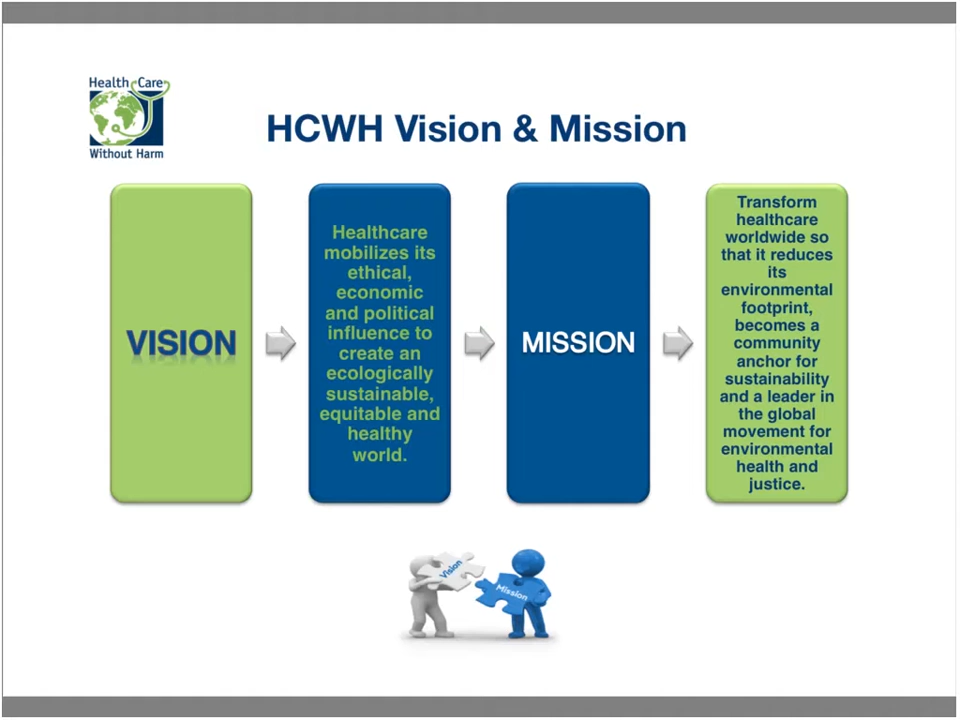 Health Care
Without Harm
HCWH Vision & Mission
VISION
Healthcare
mobilizes its
ethical,
economic
and political
influence to
create an
ecologically
sustainable,
equitable and
healthy
world.
MISSION
Transform
healthcare
worldwide so
that it reduces
its
environmental
footprint,
becomes a
community
anchor for
sustainability
and a leader in
the global
movement for
environmental
health and
justice.
Vision
Mission